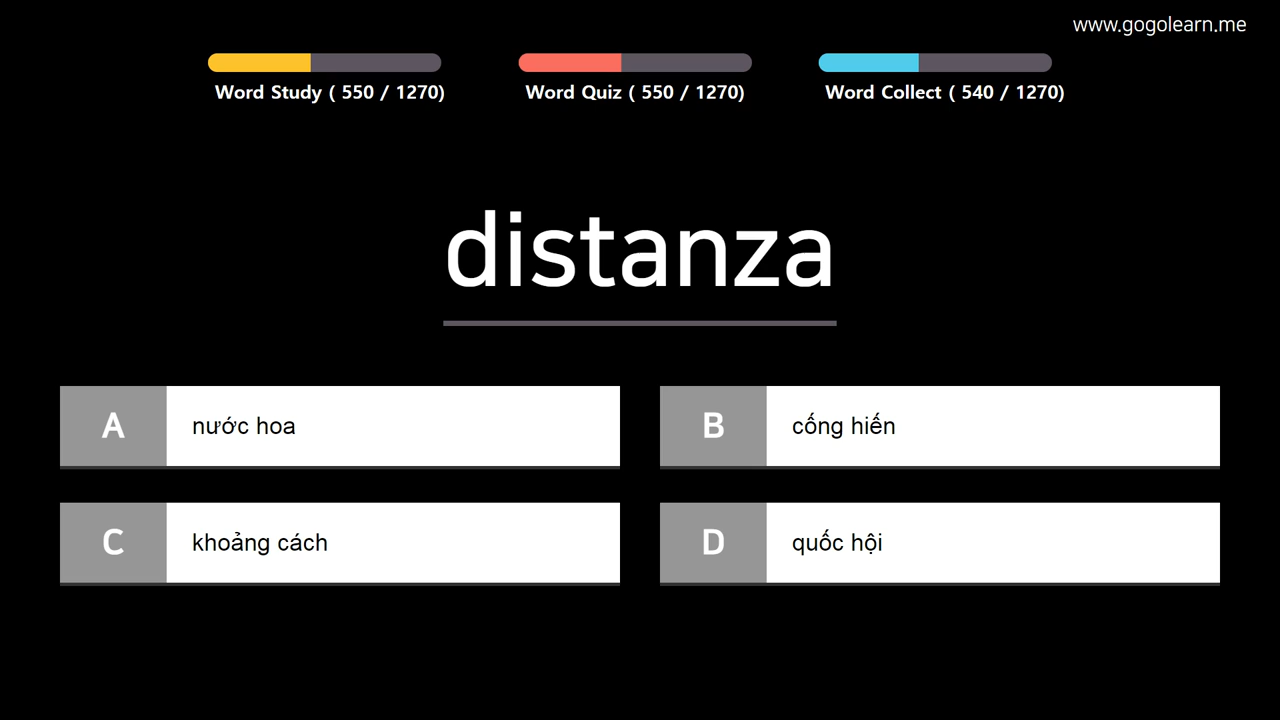 www.gogolearn.me
Word Study ( 550 / 1270)
Word Quiz ( 550 / 1270)
Word Collect ( 540 / 1270)
distanza
A
nước hoa
B
cống hiến
C
khoảng cách
D
quốc hội